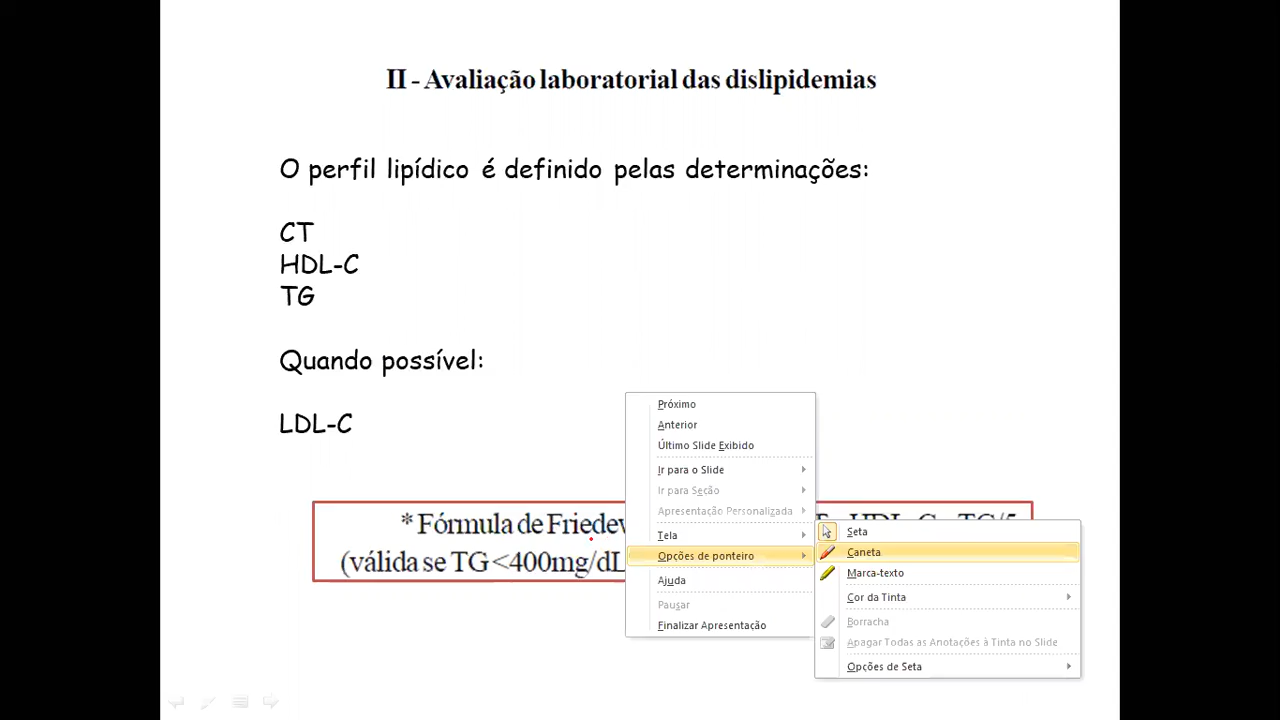 II - Avaliação laboratorial das dislipidemias
O perfil lipídico é definido pelas determinações:
CT
HDL-C
TG
Quando possível:
LDL-C
* Fórmula de
(válida se TG <400mg/dL
HDL-C - TG/5
Próximo
Anterior
Último Slide Exibido
Ir para o Slide
Ir para Seção
Apresentação Personalizada
Tela
Opções de ponteiro
Ajuda
Pausar
Finalizar Apresentação
Seta
Caneta
Marca-texto
Cor da Tinta
Borracha
Apagar Todas as Anotações à Tinta no Slide
Opções de Seta